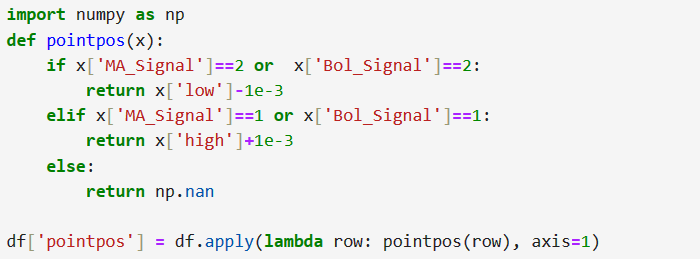 import numpy as np
def pointpos(x):
    if x['MA_Signal']==2 or  x['Bol_Signal']==2:
        return x['low']-1e-3
    elif x['MA_Signal']==1 or x['Bol_Signal']==1:
        return x['high']+1e-3
    else:
        return np.nan

df['pointpos'] = df.apply(lambda row: pointpos(row), axis=1)